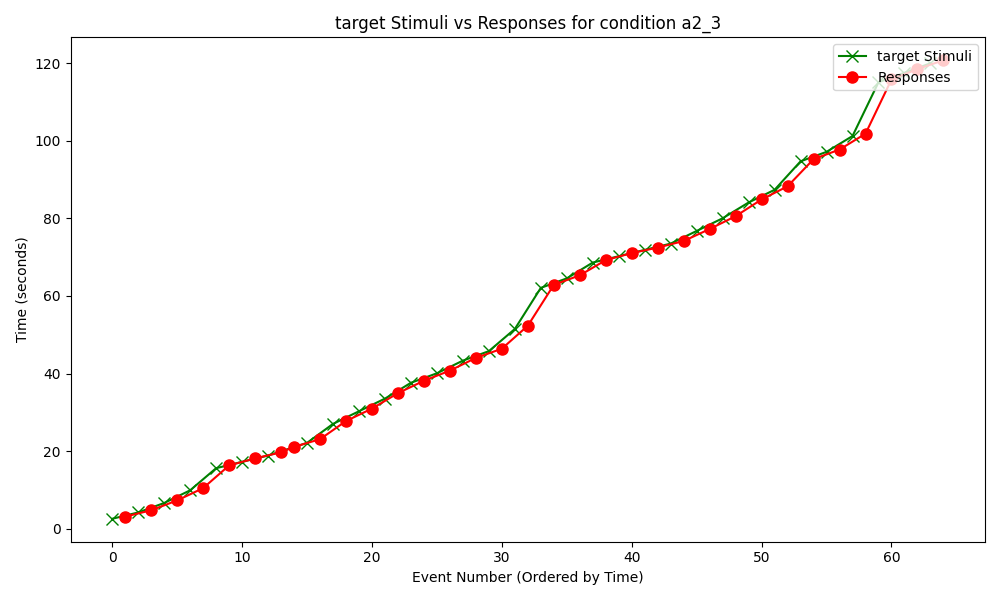 target Stimuli vs Responses for condition a2_3
target Stimuli
Responses
Time (seconds)
120
100
80
60
40
20
0
0 10 20 30 40 50 60
Event Number (Ordered by Time)